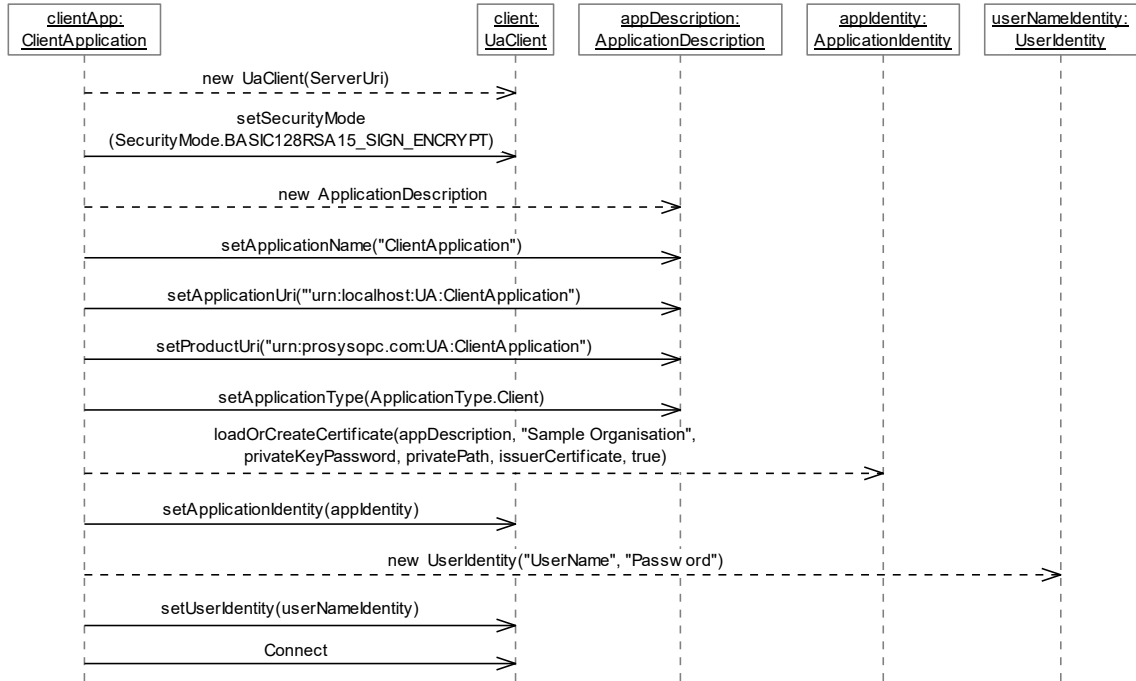 clientApp:
ClientApplication
client:
UaClient
appDescription:
ApplicationDescription
appIdentity:
ApplicationIdentity
userNameIdentity:
UserIdentity
new UaClient(ServerUri)
setSecurityMode
(SecurityMode.BASIC128RSA15_SIGN_ENCRYPT)
new ApplicationDescription
setApplicationName("ClientApplication")
setApplicationUri("'urn:localhost:UA:ClientApplication")
setProductUri("urn:prosysopc.com:UA:ClientApplication")
setApplicationType(ApplicationType.Client)
loadOrCreateCertificate(appDescription, "Sample Organisation",
privateKeyPassword, privatePath, issuerCertificate, true)
setApplicationIdentity(appIdentity)
new UserIdentity("UserName", "Password")
setUserIdentity(userNameIdentity)
Connect